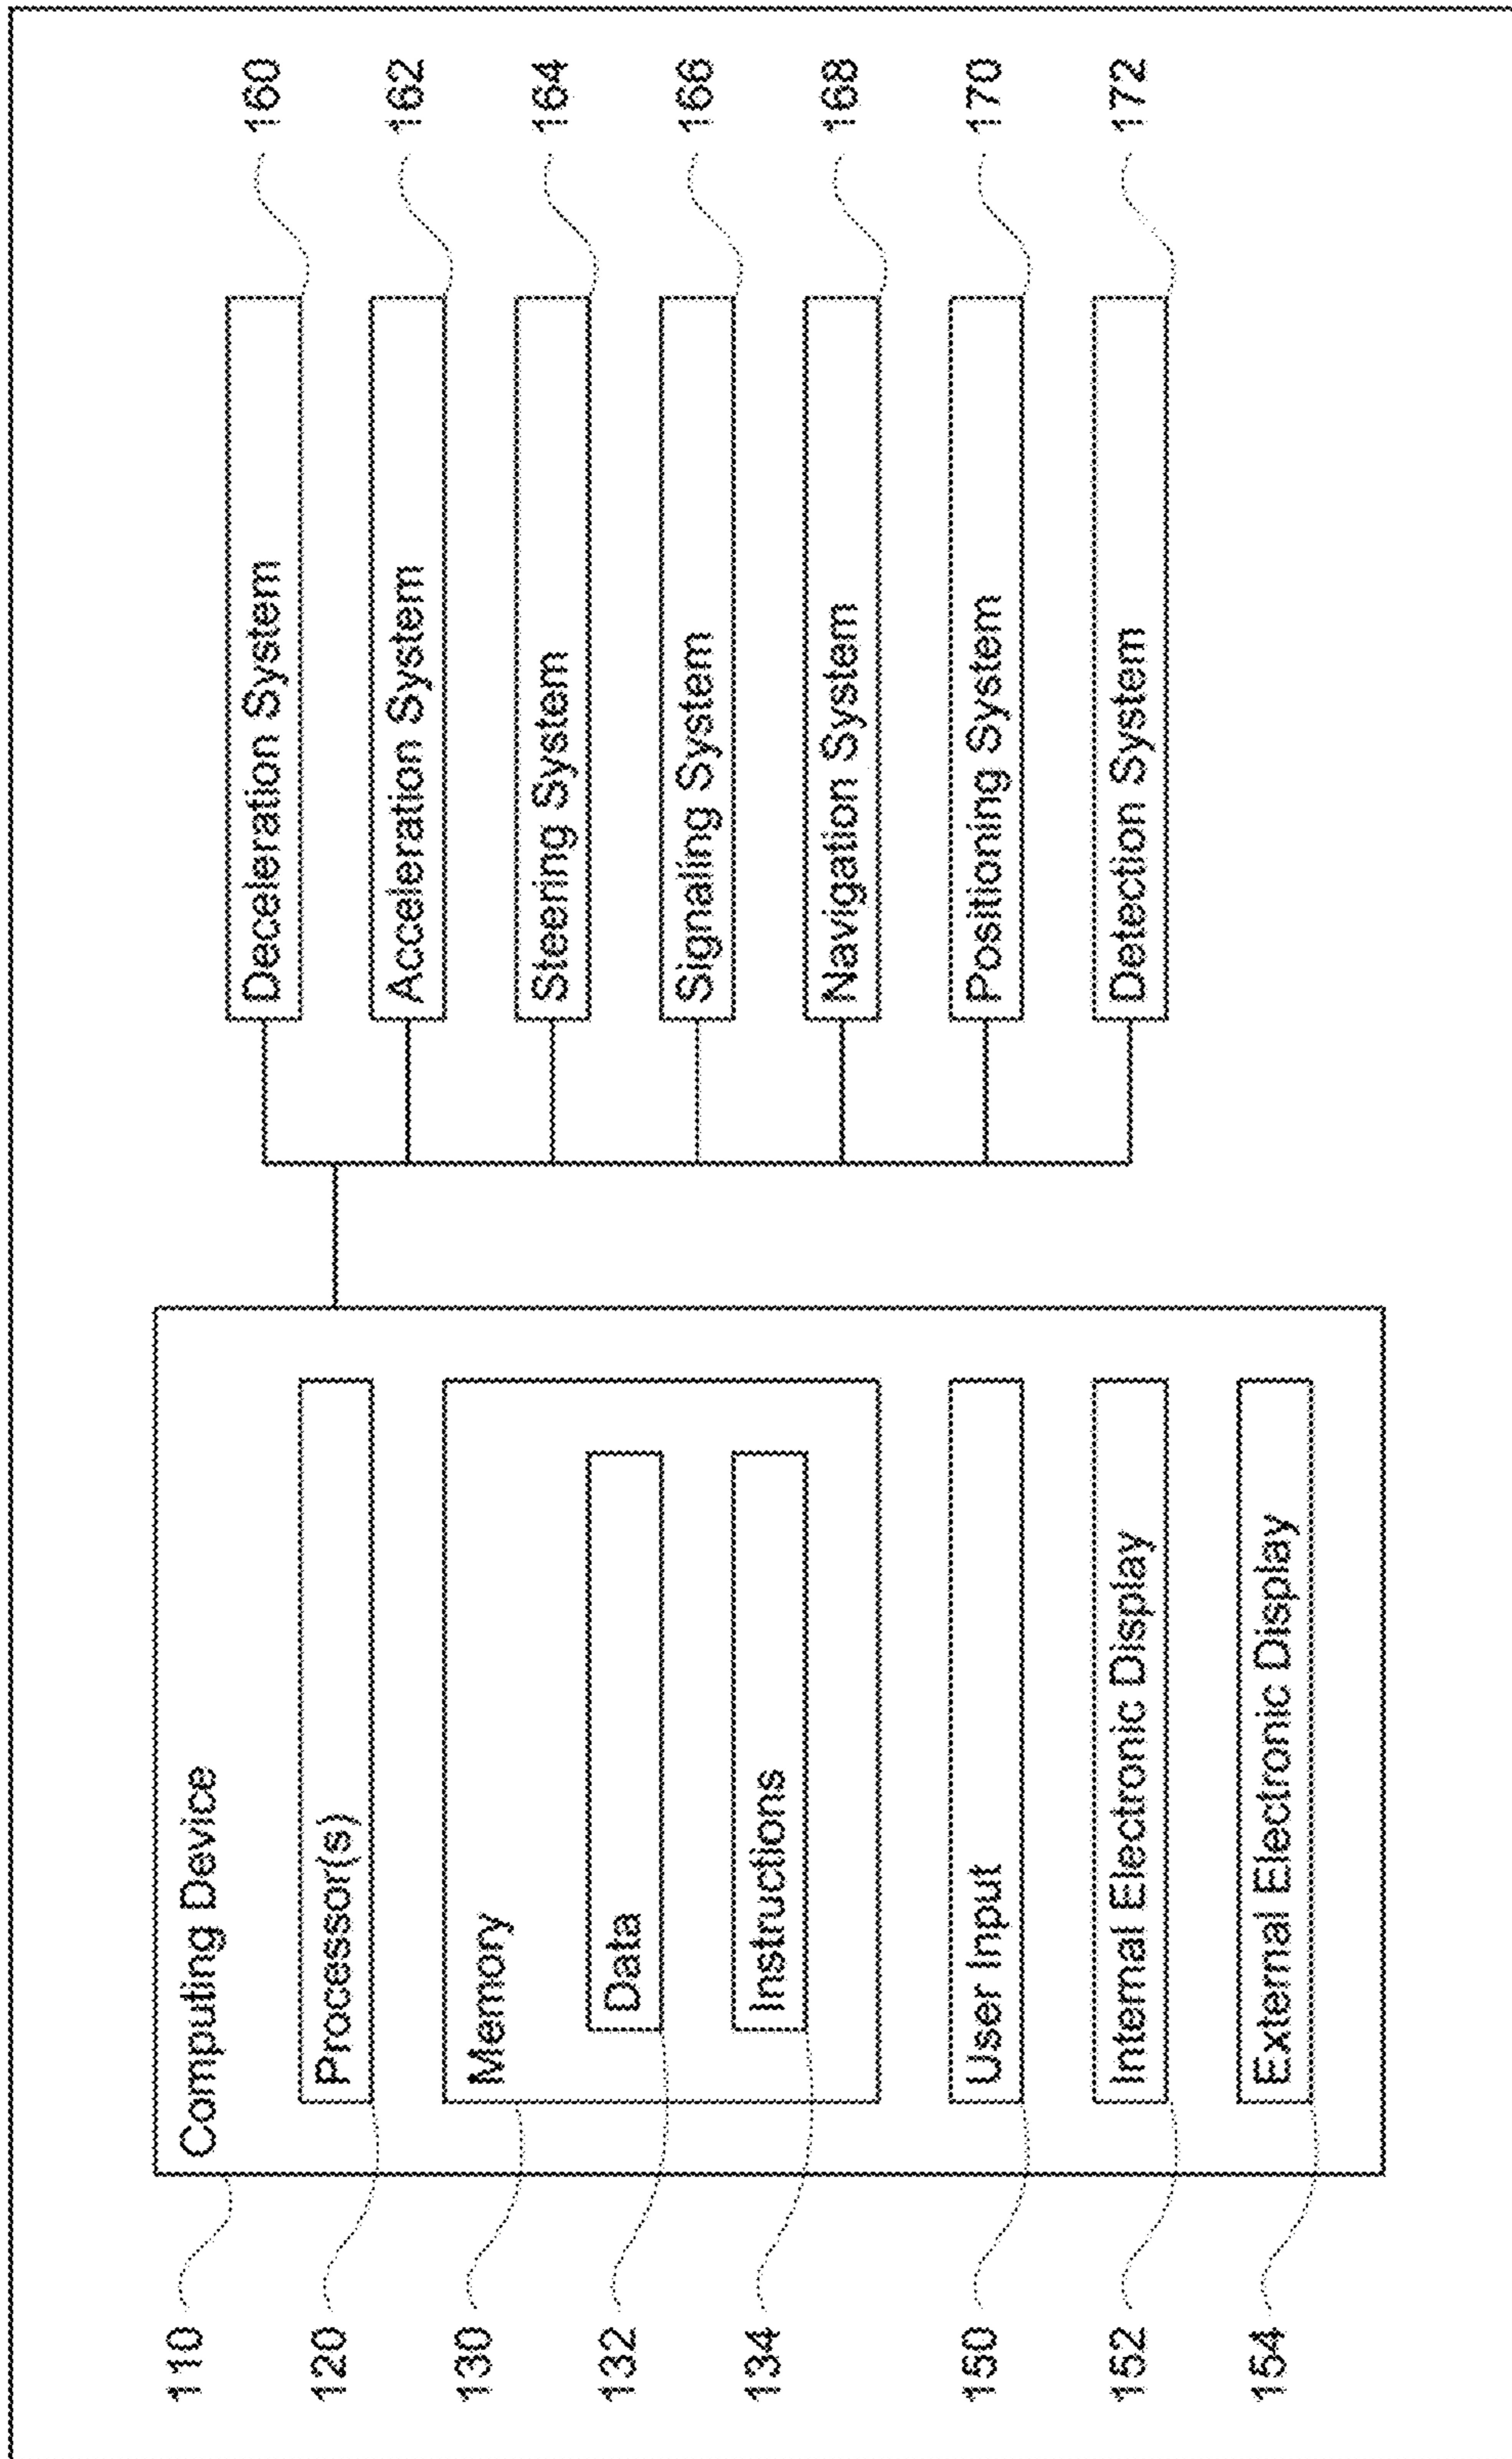 110
Computing Device
120
Processor(s)
130
Memory
132
Data
134
Instructions
150
User Input
152
Internal Electronic Display
154
External Electronic Display
Deceleration System
160
Acceleration System
162
Steering System
164
Signaling System
166
Navigation System
168
Positioning System
170
Detection System
172